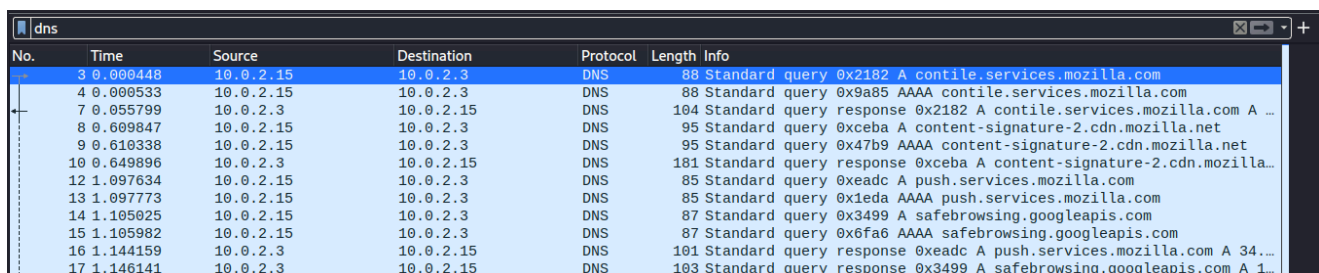 dns
No. Time Source Destination Protocol Length Info
3 0.000448 10.0.2.15 10.0.2.3 DNS 88 Standard query 0x2182 A contile.services.mozilla.com
4 0.000533 10.0.2.15 10.0.2.3 DNS 88 Standard query 0x9a85 AAAA contile.services.mozilla.com
7 0.055799 10.0.2.3 10.0.2.15 DNS 104 Standard query response 0x2182 A contile.services.mozilla.com A …
8 0.609847 10.0.2.15 10.0.2.3 DNS 95 Standard query 0xceba A content-signature-2.cdn.mozilla.net
9 0.610338 10.0.2.15 10.0.2.3 DNS 95 Standard query 0x47b9 AAAA content-signature-2.cdn.mozilla.net
10 0.649896 10.0.2.3 10.0.2.15 DNS 181 Standard query response 0xceba A content-signature-2.cdn.mozilla…
12 1.097634 10.0.2.15 10.0.2.3 DNS 85 Standard query 0xeadc A push.services.mozilla.com
13 1.097773 10.0.2.15 10.0.2.3 DNS 85 Standard query 0x1eda AAAA push.services.mozilla.com
14 1.105025 10.0.2.15 10.0.2.3 DNS 87 Standard query 0x3499 A safebrowsing.googleapis.com
15 1.105982 10.0.2.15 10.0.2.3 DNS 87 Standard query 0x6fa6 AAAA safebrowsing.googleapis.com
16 1.144159 10.0.2.3 10.0.2.15 DNS 101 Standard query response 0xeadc A push.services.mozilla.com A 34.…
17 1.146141 10.0.2.3 10.0.2.15 DNS 103 Standard query response 0x3499 A safebrowsing.googleapis.com A 1…